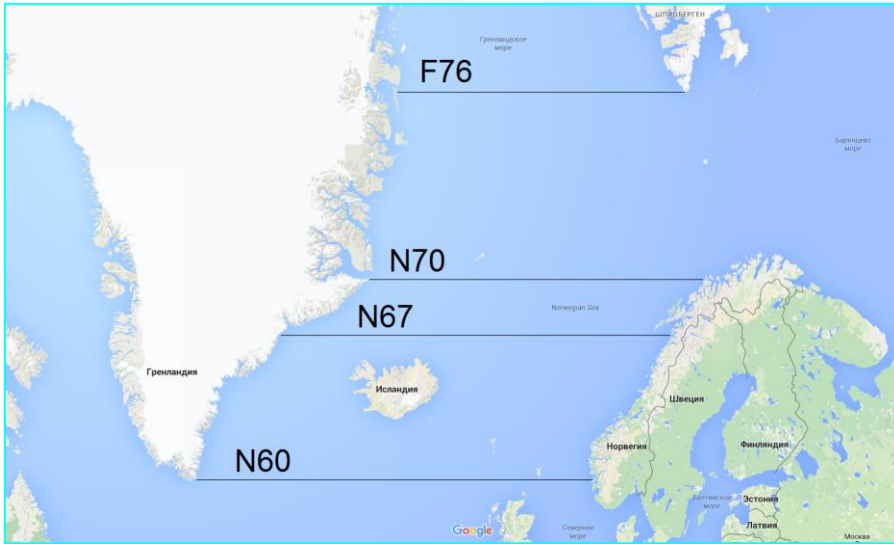 ШПИЦБЕРГЕН
Гренландское
море
F76
Баренцево
море
N70
Norwegian Sea
N67
Гренландия
Исландия
Швеция
N60
Норвегия
Финляндия
Балтийское
море
Эстония
Google
Северное
море
Латвия
Москва